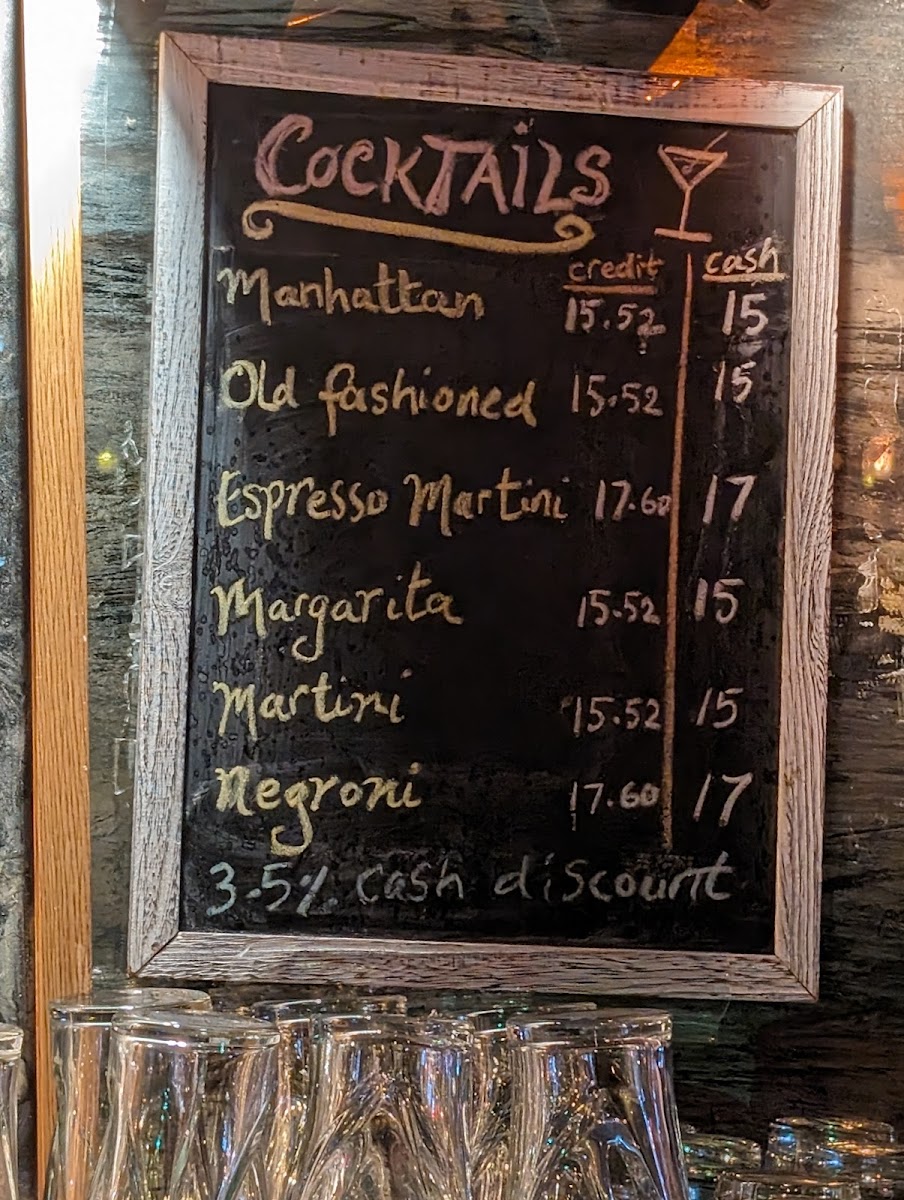 COCKTAILS
credit cash
Manhattan 15.52 15
Old fashioned 15.52 15
Espresso Martini 17.60 17
Margarita 15.52 15
Martini 15.52 15
Negroni 17.60 17
3.5% cash discount